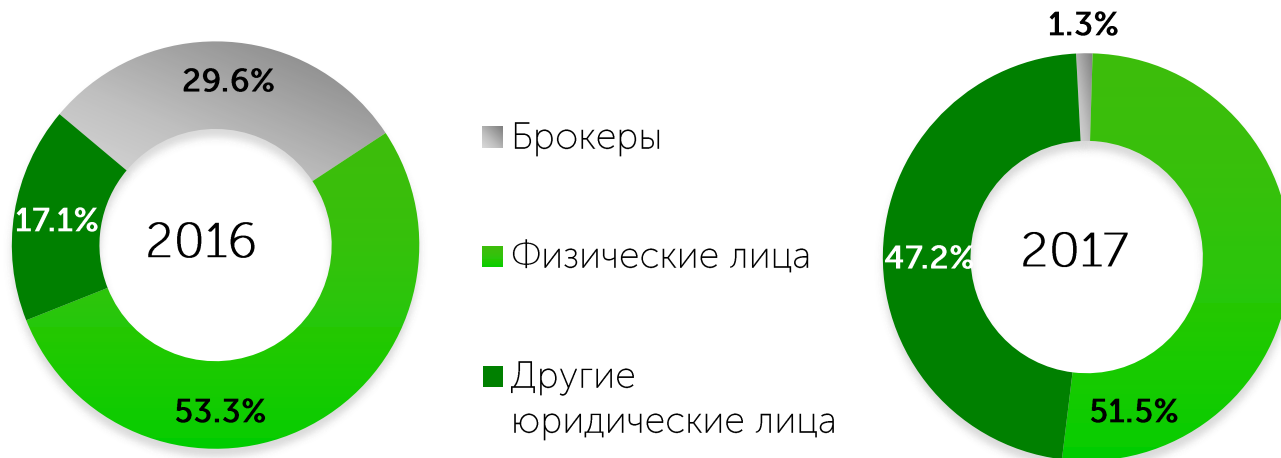 1.3%
29.6%
Брокеры
17.1%
2016
Физические лица
47.2%
2017
53.3%
Другие
юридические лица
51.5%